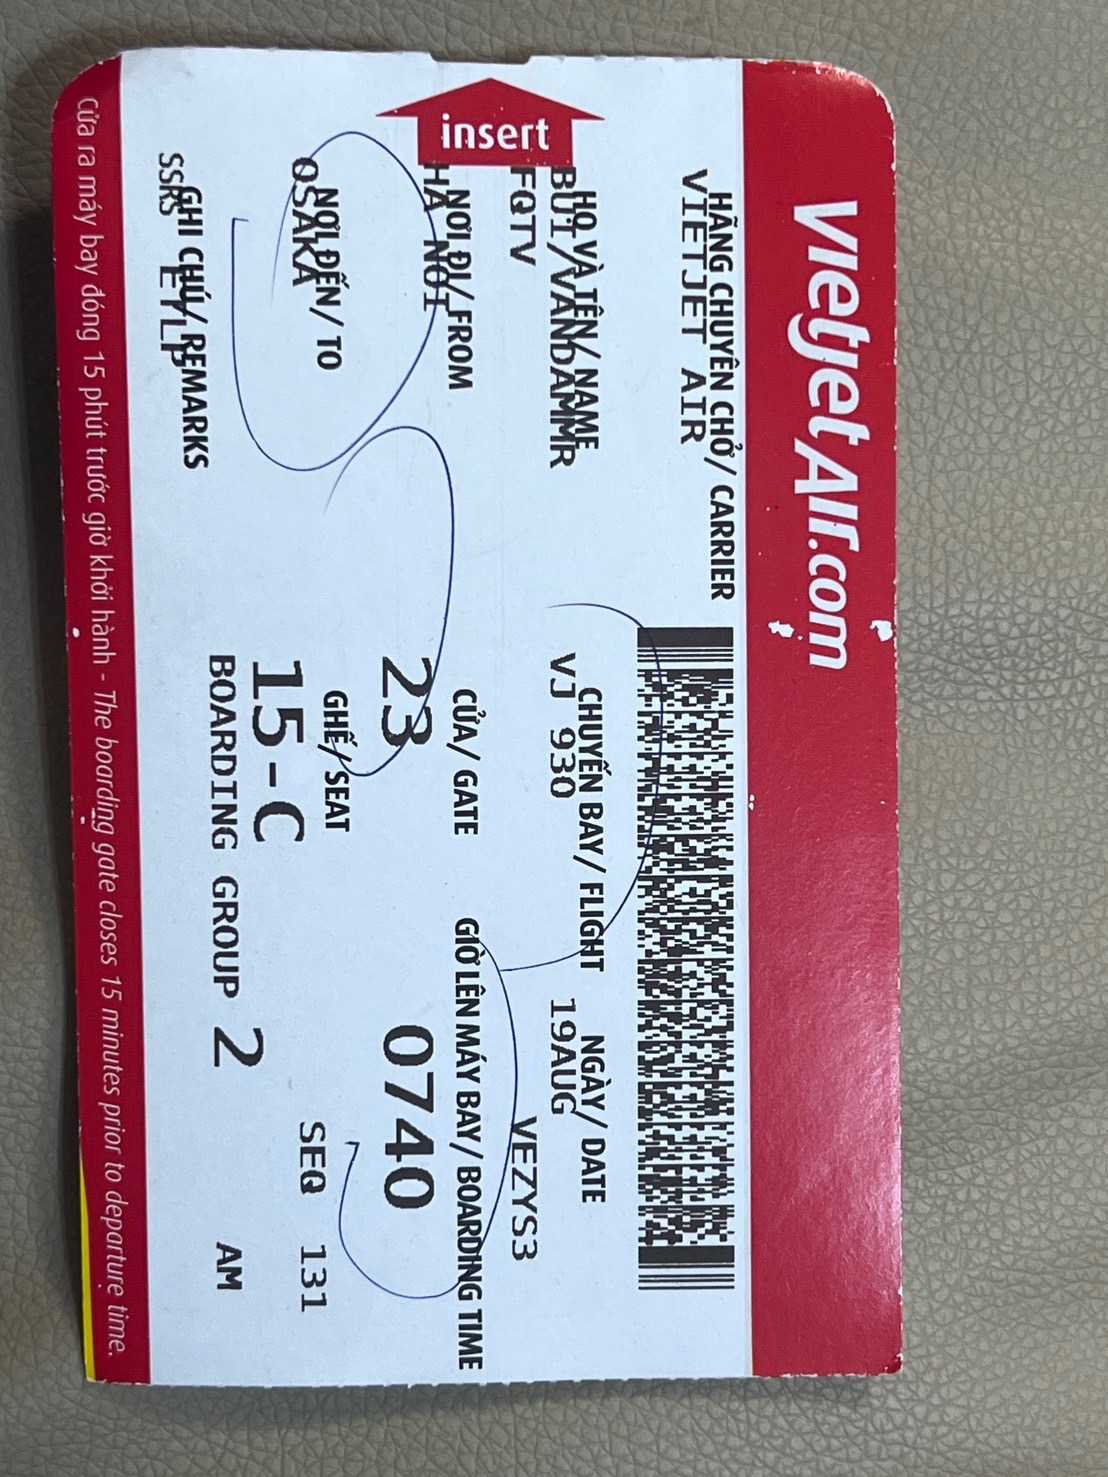 vietjetAir.com
HÃNG CHUYÊN CHỞ/ CARRIER
VIETJET AIR
insert
HỌ VÀ TÊN/ NAME
BUI/VANDAMMR
CHUYẾN BAY/ FLIGHT
VJ 930
NGÀY/ DATE
19AUG
FQTV
VEZYS3
NƠI ĐI/ FROM
HA NOI
CỬA/ GATE
23
GIỜ LÊN MÁY BAY/ BOARDING TIME
0740
NƠI ĐẾN/ TO
OSAKA
GHẾ/ SEAT
15-C
SEQ 131
BOARDING GROUP 2
AM
GHI CHÚ/ REMARKS
SSRS
Cửa ra máy bay đóng 15 phút trước giờ khởi hành - The boarding gate closes 15 minutes prior to departure time.